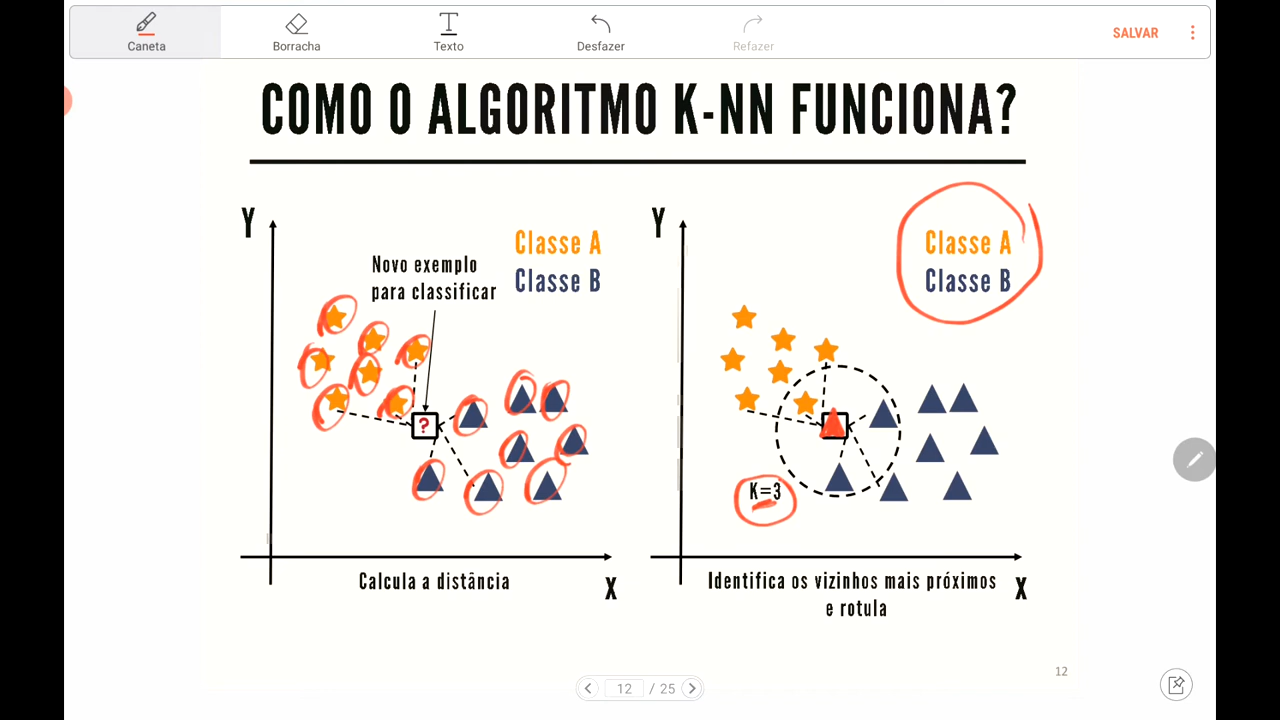 Caneta
Borracha
Texto
Desfazer
Refazer
SALVAR
COMO O ALGORITMO K-NN FUNCIONA?
Y
Classe A
Classe B
Novo exemplo
para classificar
?
Calcula a distância
X
Y
Classe A
Classe B
K=3
Identifica os vizinhos mais próximos
e rotula
X
12
12 / 25